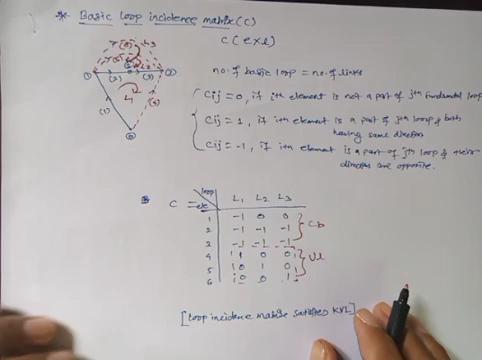 * Basic loop incidence matrix (C)
C (e×l)
no. of basic loop = no. of links
Cij = 0, if ith element is not a part of jth fundamental loop
Cij = 1, if ith element is a part of jth loop & both
having same direction
Cij = -1, if ith element is a part of jth loop & their
direction are opposite.
L1
(1)
(2)
(3)
C =
loop
ele
L1 L2 L3
1 -1 0 0
2 -1 -1 -1
3 -1 -1 -1
4 1 0 0
5 0 1 0
6 0 0 1
Cb
Ul
[loop incidence matrix satisfies KVL]